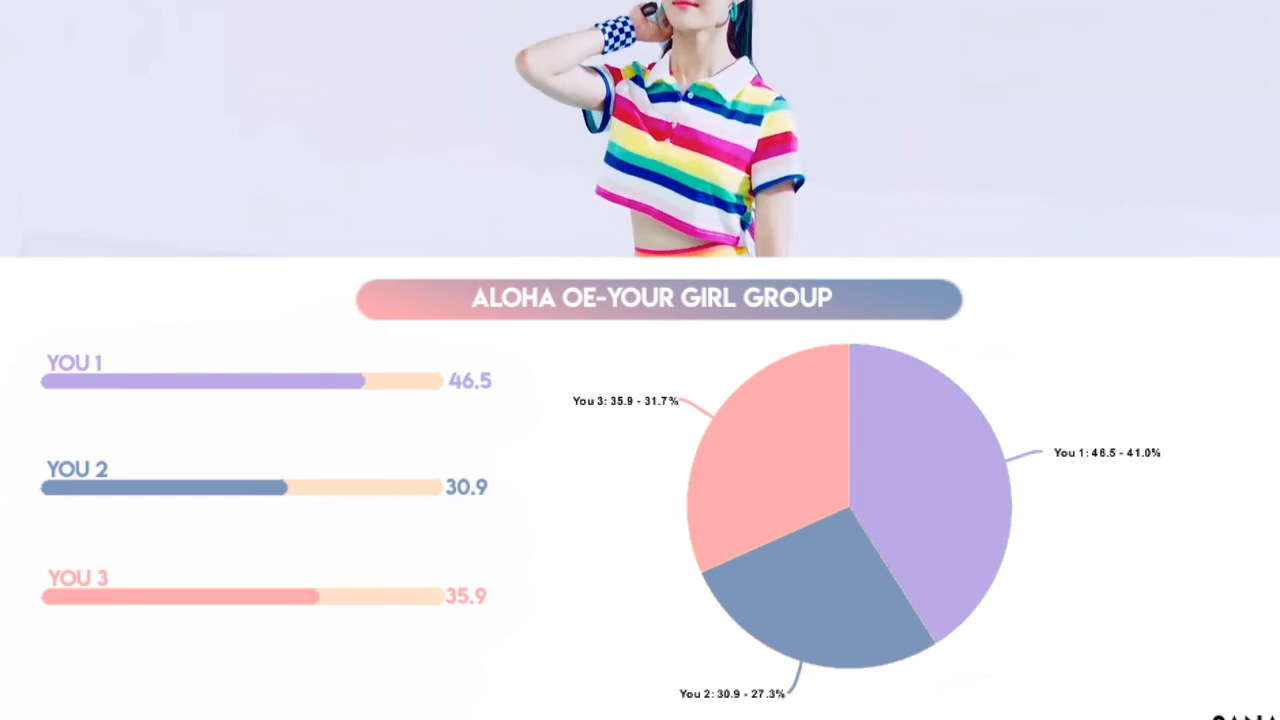 ALOHA OE-YOUR GIRL GROUP
YOU 1
46.5
YOU 2
30.9
YOU 3
35.9
You 3: 35.9 - 31.7%
You 1: 46.5 - 41.0%
You 2: 30.9 - 27.3%